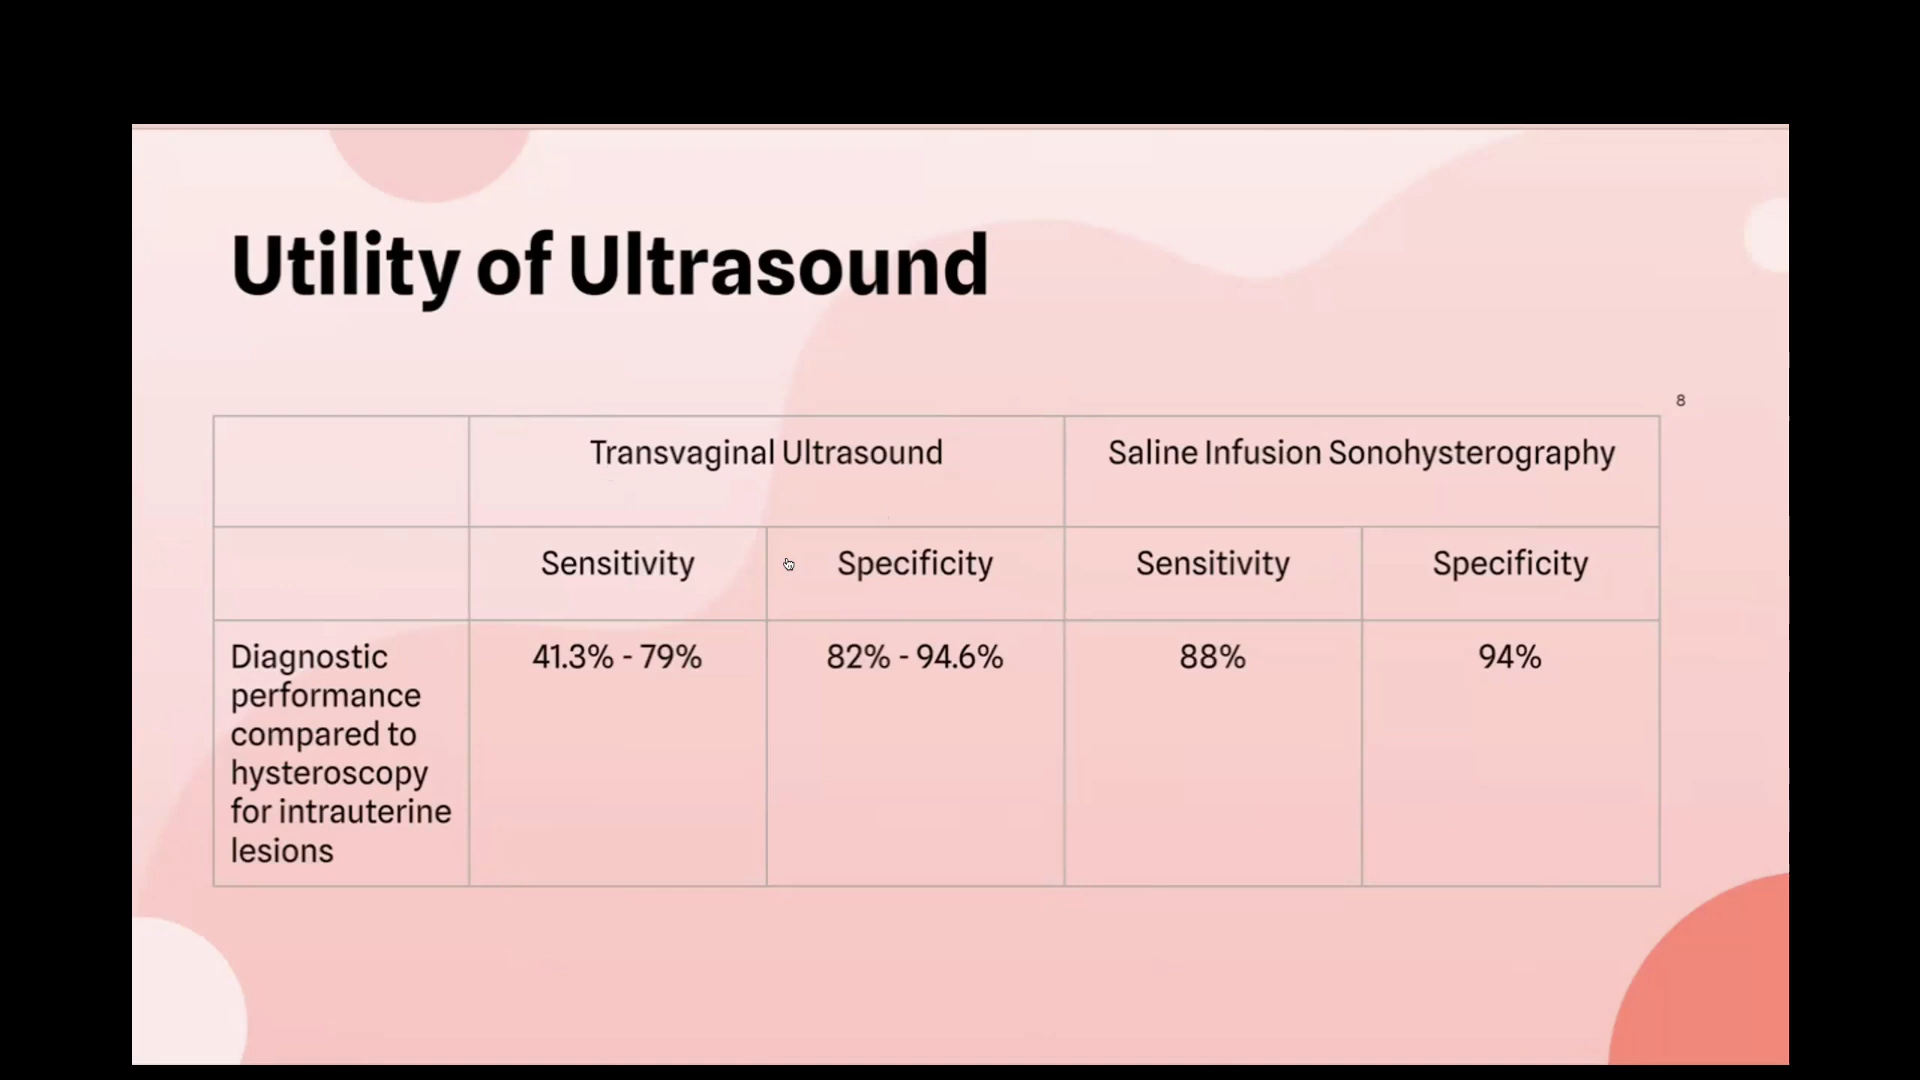 Utility of Ultrasound
8
Transvaginal Ultrasound Saline Infusion Sonohysterography
Sensitivity Specificity Sensitivity Specificity
Diagnostic 41.3% - 79% 82% - 94.6% 88% 94%
performance
compared to
hysteroscopy
for intrauterine
lesions